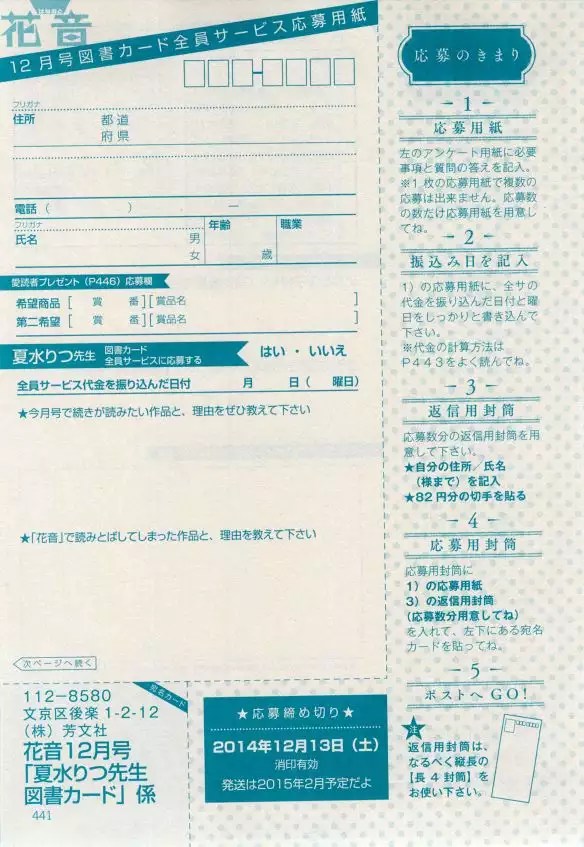 花音
12月号図書カード全員サービス応募用紙
フリガナ
住所
都道
府県
電話（　　　　　）　　　　ー
フリガナ
氏名
男
女
年齢
歳
職業
愛読者プレゼント（P446）応募欄
希望商品 [　賞　番][賞品名　]
第二希望 [　賞　番][賞品名　]
夏水りつ先生 図書カード
全員サービスに応募する
はい・いいえ
全員サービス代金を振り込んだ日付　月　日（　曜日）
★今月号で続きが読みたい作品と、理由をぜひ教えて下さい
★「花音」で読みとばしてしまった作品と、理由を教えて下さい
次ページへ続く
応募のきまり
1
応募用紙
左のアンケート用紙に必要
事項と質問の答えを記入。
※1枚の応募用紙で複数の
応募は出来ません。応募数
の数だけ応募用紙を用意し
てね。
2
振込み日を記入
1）の応募用紙に、全サの
代金を振り込んだ日付と曜
日をしっかりと書き込んで
下さい。
※代金の計算方法は
P443をよく読んでね。
3
返信用封筒
応募数分の返信用封筒を用
意して下さい。
★自分の住所／氏名
（様まで）を記入
★82円分の切手を貼る
4
応募用封筒
応募用封筒に
1）の応募用紙
3）の返信用封筒
（応募数分用意してね）
を入れて、左下にある宛名
カードを貼ってね。
5
ポストへGO!
注
返信用封筒は、
なるべく縦長の
【長4封筒】を
お使い下さい。
宛名カード
112-8580
文京区後楽1-2-12
（株）芳文社
花音12月号
「夏水りつ先生
図書カード」係
★応募締め切り★
2014年12月13日（土）
消印有効
発送は2015年2月予定だよ
441